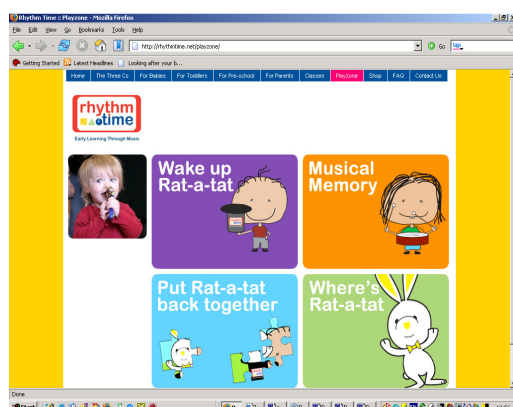 Rhythm Time :: Playzone - Mozilla Firefox
File Edit View Go Bookmarks Tools Help
http://rhythmtime.net/playzone/ Go
Getting Started Latest Headlines Looking after your b...
Home The Three Cs For Babies For Toddlers For Pre-school For Parents Classes Playzone Shop FAQ Contact Us
rhythm
time
Early Learning Through Music
Wake up
Rat-a-tat
Musical
Memory
Put Rat-a-tat
back together
Where's
Rat-a-tat
Done